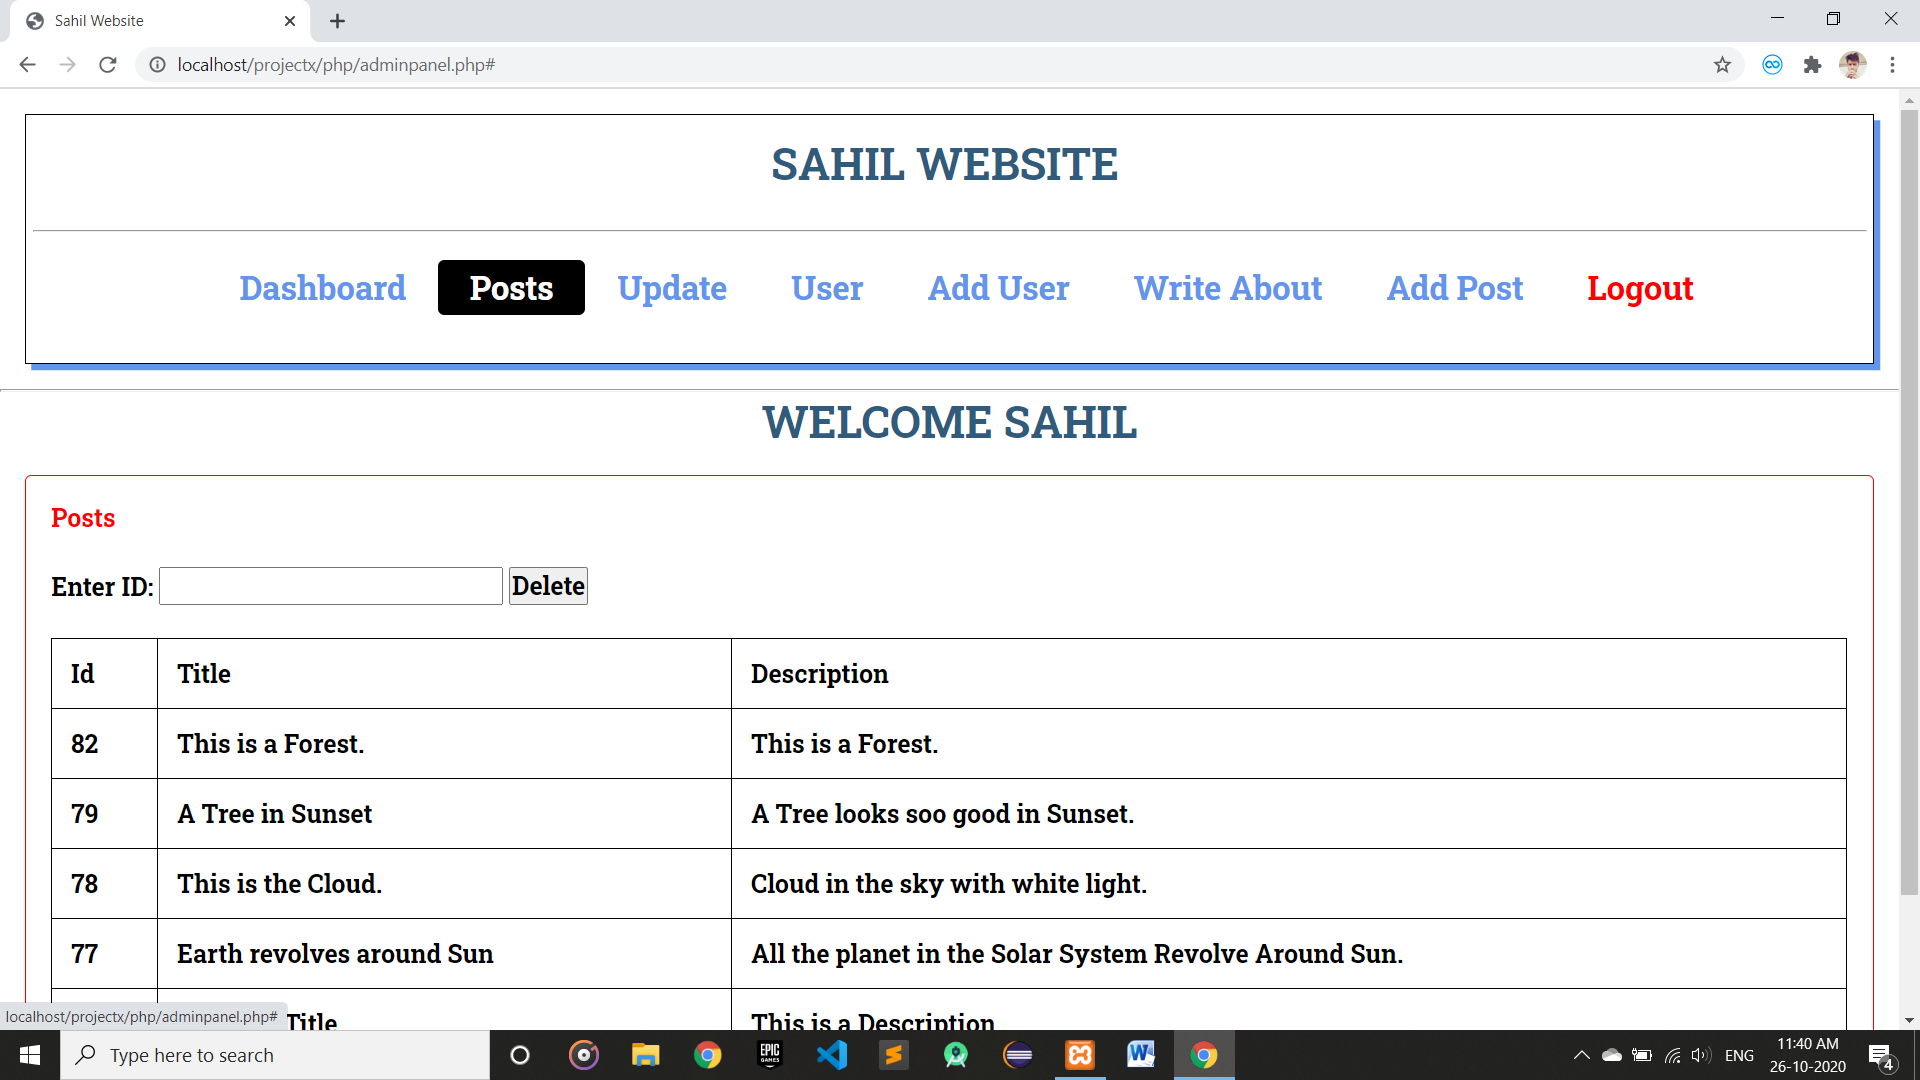 Sahil Website
localhost/projectx/php/adminpanel.php#
SAHIL WEBSITE
Dashboard Posts Update User Add User Write About Add Post Logout
WELCOME SAHIL
Posts
Enter ID: Delete
Id Title Description
82 This is a Forest. This is a Forest.
79 A Tree in Sunset A Tree looks soo good in Sunset.
78 This is the Cloud. Cloud in the sky with white light.
77 Earth revolves around Sun All the planet in the Solar System Revolve Around Sun.
Title This is a Description
localhost/projectx/php/adminpanel.php#
Type here to search
EPIC GAMES
ENG
11:40 AM
26-10-2020
4